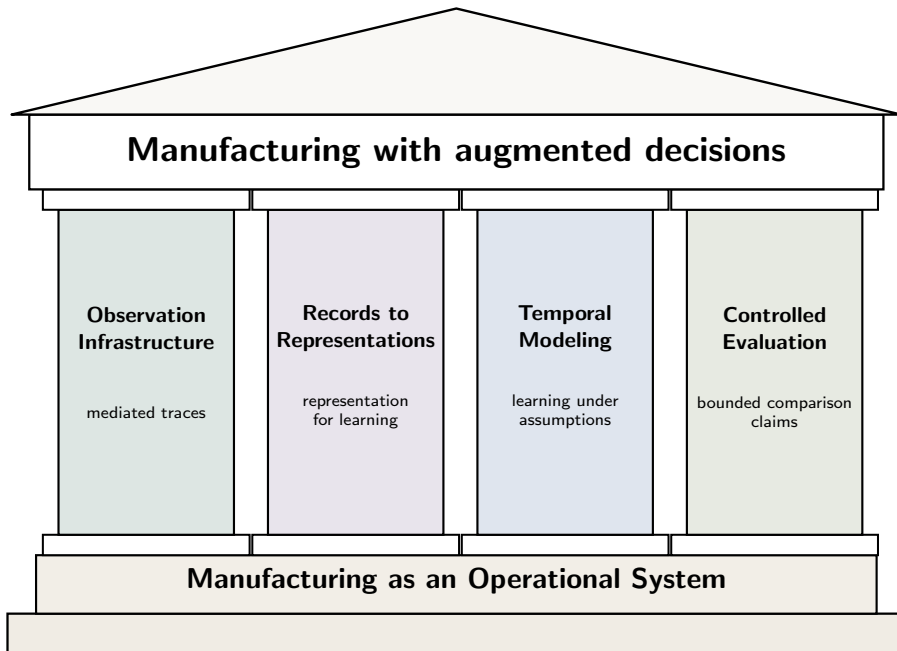 Manufacturing with augmented decisions
Observation
Infrastructure
mediated traces
Records to
Representations
representation
for learning
Temporal
Modeling
learning under
assumptions
Controlled
Evaluation
bounded comparison
claims
Manufacturing as an Operational System